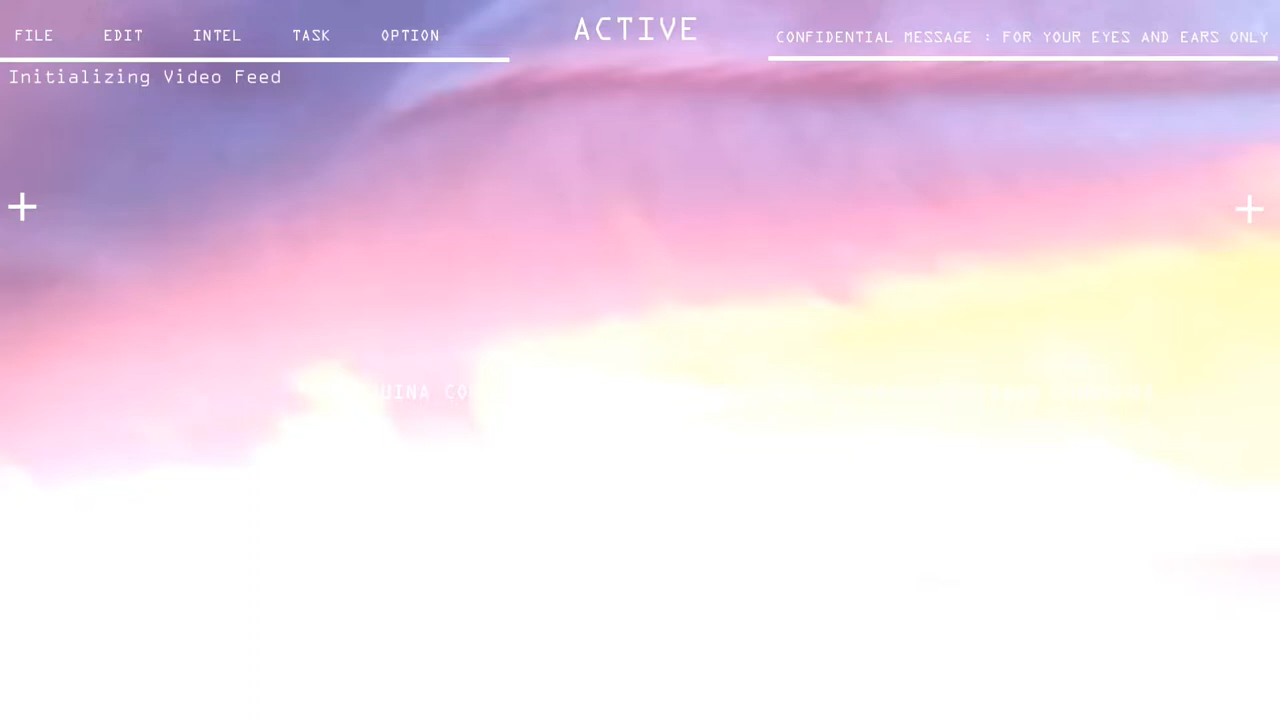 FILE EDIT INTEL TASK OPTION
ACTIVE
CONFIDENTIAL MESSAGE : FOR YOUR EYES AND EARS ONLY
Initializing Video Feed